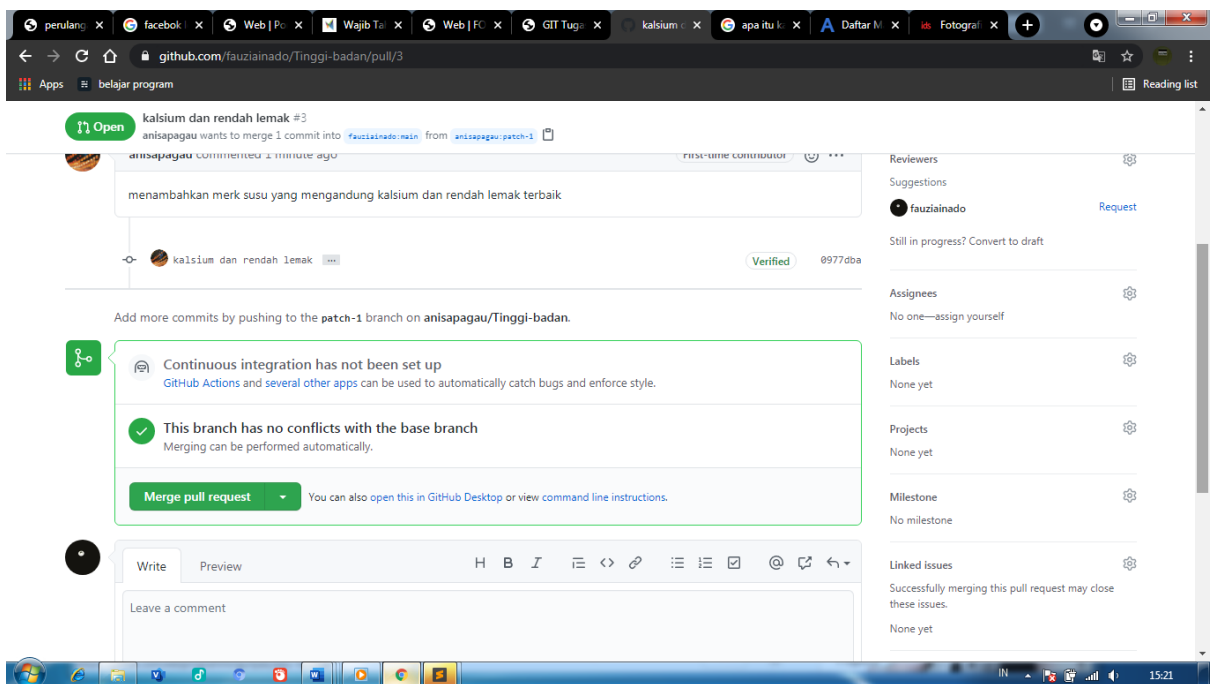 perulang
facebok
Web | Po
Wajib Tal
Web | FO
GIT Tuga
kalsium d
apa itu k
Daftar M
ids
Fotograf
github.com/fauziainado/Tinggi-badan/pull/3
Apps
belajar program
Reading list
Open
kalsium dan rendah lemak #3
anisapagau wants to merge 1 commit into fauziainado:main from anisapagau:patch-1
anisapagau commented 1 minute ago
First-time contributor
menambahkan merk susu yang mengandung kalsium dan rendah lemak terbaik
kalsium dan rendah lemak
Verified
0977dba
Add more commits by pushing to the patch-1 branch on anisapagau/Tinggi-badan.
Continuous integration has not been set up
GitHub Actions and several other apps can be used to automatically catch bugs and enforce style.
This branch has no conflicts with the base branch
Merging can be performed automatically.
Merge pull request
You can also open this in GitHub Desktop or view command line instructions.
Write
Preview
H B I
Leave a comment
Reviewers
Suggestions
fauziainado
Request
Still in progress? Convert to draft
Assignees
No one—assign yourself
Labels
None yet
Projects
None yet
Milestone
No milestone
Linked issues
Successfully merging this pull request may close
these issues.
None yet
IN
15:21